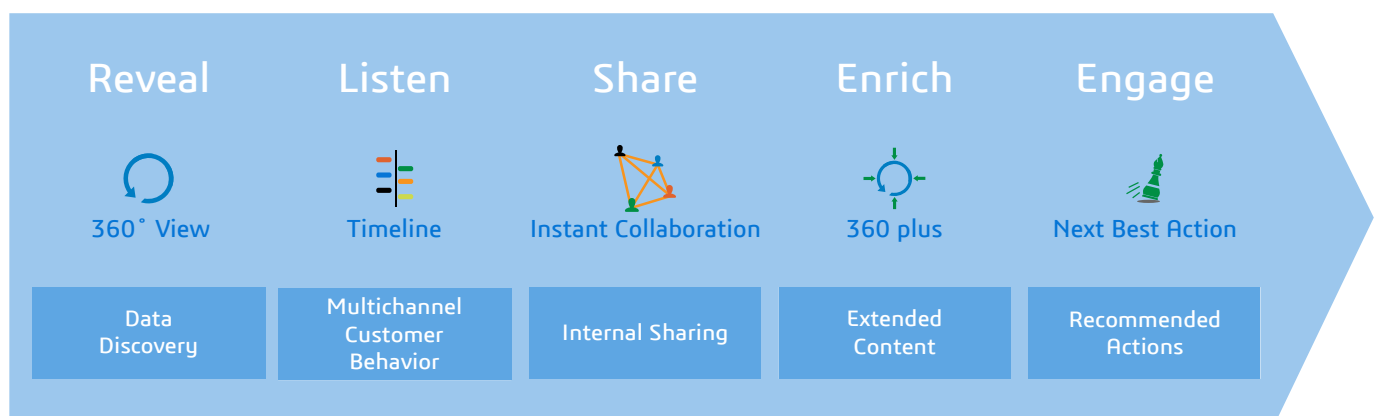 Reveal
Listen
Share
Enrich
Engage
360° View
Timeline
Instant Collaboration
360 plus
Next Best Action
Data
Discovery
Multichannel
Customer
Behavior
Internal Sharing
Extended
Content
Recommended
Actions